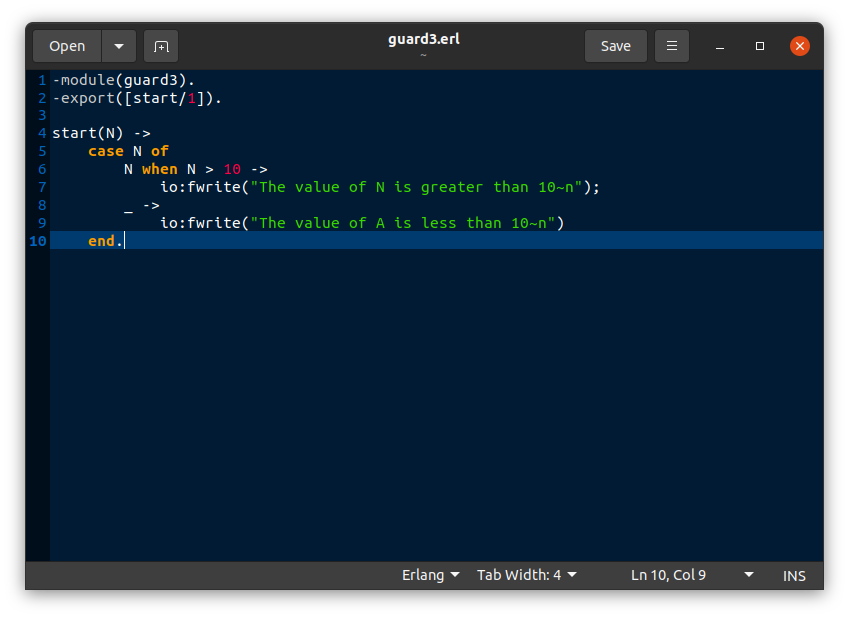 Open
guard3.erl
~
Save
1 -module(guard3).
2 -export([start/1]).
3
4 start(N) ->
5     case N of
6         N when N > 10 ->
7             io:fwrite("The value of N is greater than 10~n");
8         _ ->
9             io:fwrite("The value of A is less than 10~n")
10     end.
Erlang Tab Width: 4 Ln 10, Col 9 INS